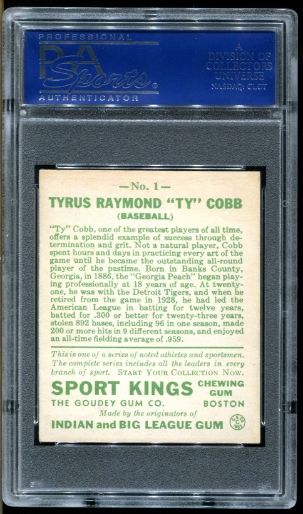 PROFESSIONAL
PSA
Sports
AUTHENTICATOR
A
DIVISION OF
COLLECTORS
UNIVERSE
NASDAQ: CLCT
—No. 1—
TYRUS RAYMOND "TY" COBB
(BASEBALL)
"Ty" Cobb, one of the greatest players of all time,
offers a splendid example of success through de-
termination and grit. Not a natural player, Cobb
spent hours and days in practicing every art of the
game until he became the outstanding all-round
player of the pastime. Born in Banks County,
Georgia, in 1886, the "Georgia Peach" began play-
ing professionally at 18 years of age. At twenty-
one, he was with the Detroit Tigers, and when he
retired from the game in 1928, he had led the
American League in batting for twelve years,
batted for .300 or better for twenty-three years,
stolen 892 bases, including 96 in one season, made
200 or more hits in 9 different seasons, and enjoyed
an all-time fielding average of .959.
This is one of a series of noted athletes and sportsmen.
The complete series includes all the leaders in every
branch of sport. START YOUR COLLECTION NOW.
SPORT KINGS CHEWING GUM
THE GOUDEY GUM CO. BOSTON
Made by the originators of
INDIAN and BIG LEAGUE GUM